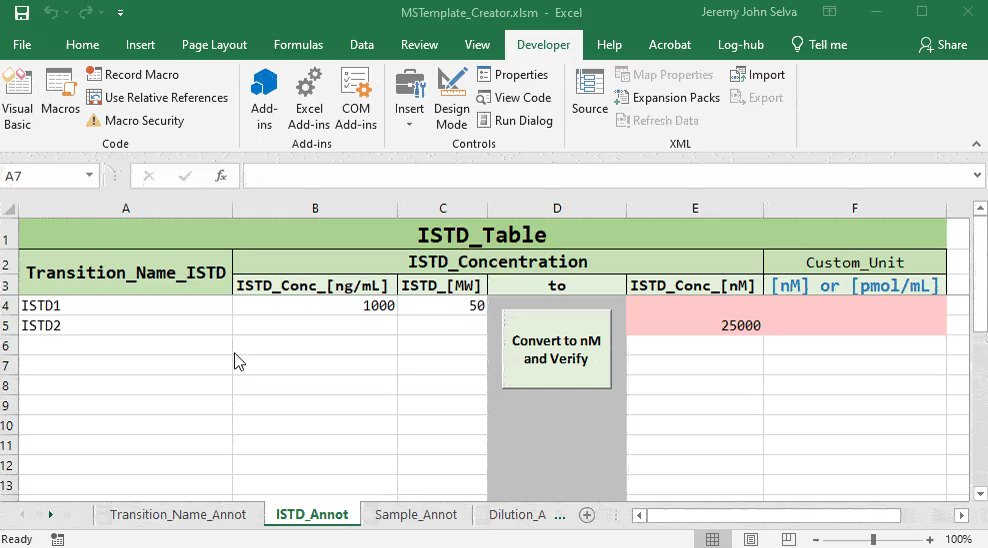 MSTemplate_Creator.xlsm - Excel
Jeremy John Selva
File Home Insert Page Layout Formulas Data Review View Developer Help Acrobat Log-hub Tell me Share
Visual Basic
Macros
Record Macro
Use Relative References
Macro Security
Code
Add-ins
Excel Add-ins
COM Add-ins
Add-ins
Insert
Design Mode
Properties
View Code
Run Dialog
Controls
Source
Map Properties
Expansion Packs
Refresh Data
Import
Export
XML
A7 fx
A B C D E F
1 ISTD_Table
2 Transition_Name_ISTD ISTD_Concentration Custom_Unit
3 ISTD_Conc_[ng/mL] ISTD_[MW] to ISTD_Conc_[nM] [nM] or [pmol/mL]
4 ISTD1 1000 50
5 ISTD2 25000
Convert to nM
and Verify
6
7
8
9
10
11
12
13
Transition_Name_Annot ISTD_Annot Sample_Annot Dilution_A ...
Ready 100%